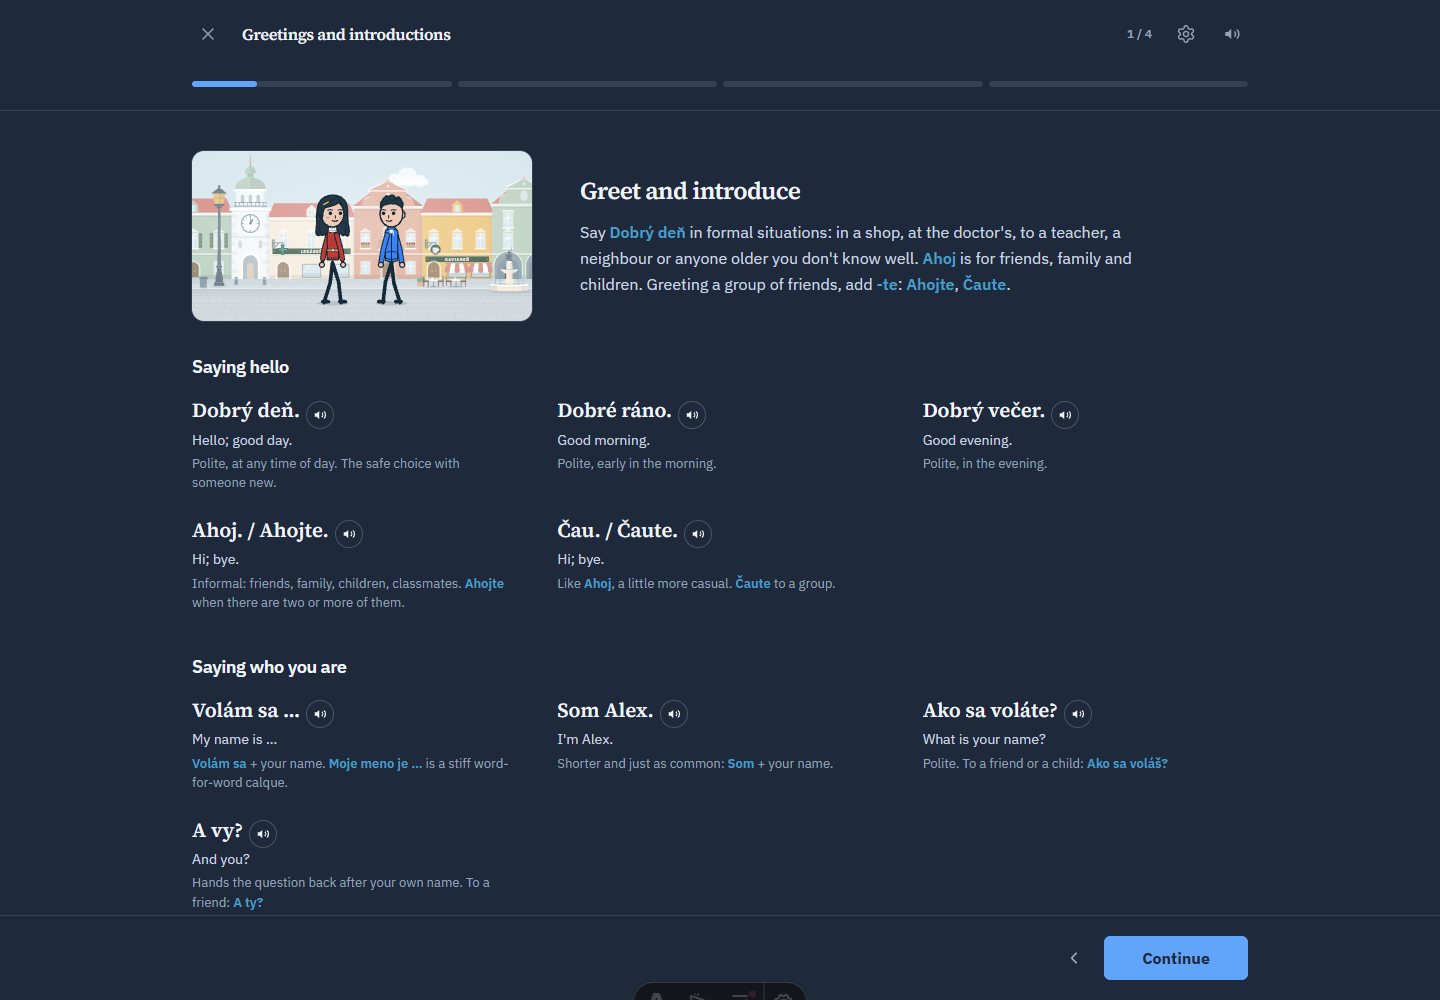 Greetings and introductions
1 / 4
Greet and introduce
Say Dobrý deň in formal situations: in a shop, at the doctor's, to a teacher, a
neighbour or anyone older you don't know well. Ahoj is for friends, family and
children. Greeting a group of friends, add -te: Ahojte, Čaute.
Saying hello
Dobrý deň.
Hello; good day.
Polite, at any time of day. The safe choice with
someone new.
Dobré ráno.
Good morning.
Polite, early in the morning.
Dobrý večer.
Good evening.
Polite, in the evening.
Ahoj. / Ahojte.
Hi; bye.
Informal: friends, family, children, classmates. Ahojte
when there are two or more of them.
Čau. / Čaute.
Hi; bye.
Like Ahoj, a little more casual. Čaute to a group.
Saying who you are
Volám sa ...
My name is ...
Volám sa + your name. Moje meno je ... is a stiff word-
for-word calque.
Som Alex.
I'm Alex.
Shorter and just as common: Som + your name.
Ako sa voláte?
What is your name?
Polite. To a friend or a child: Ako sa voláš?
A vy?
And you?
Hands the question back after your own name. To a
friend: A ty?
Continue